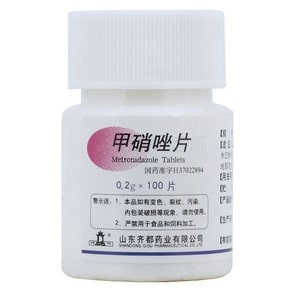 甲硝唑片
Metronidazole Tablets
国药准字H37022894
0.2g×100片
警示语：1、本品如有变色、裂纹、污染、
内包装破损等现象，请勿使用。
2、严禁用于食品和饲料加工。
山东齐都药业有限公司
SHANDONG QIDU PHARMACEUTICAL CO.,LTD